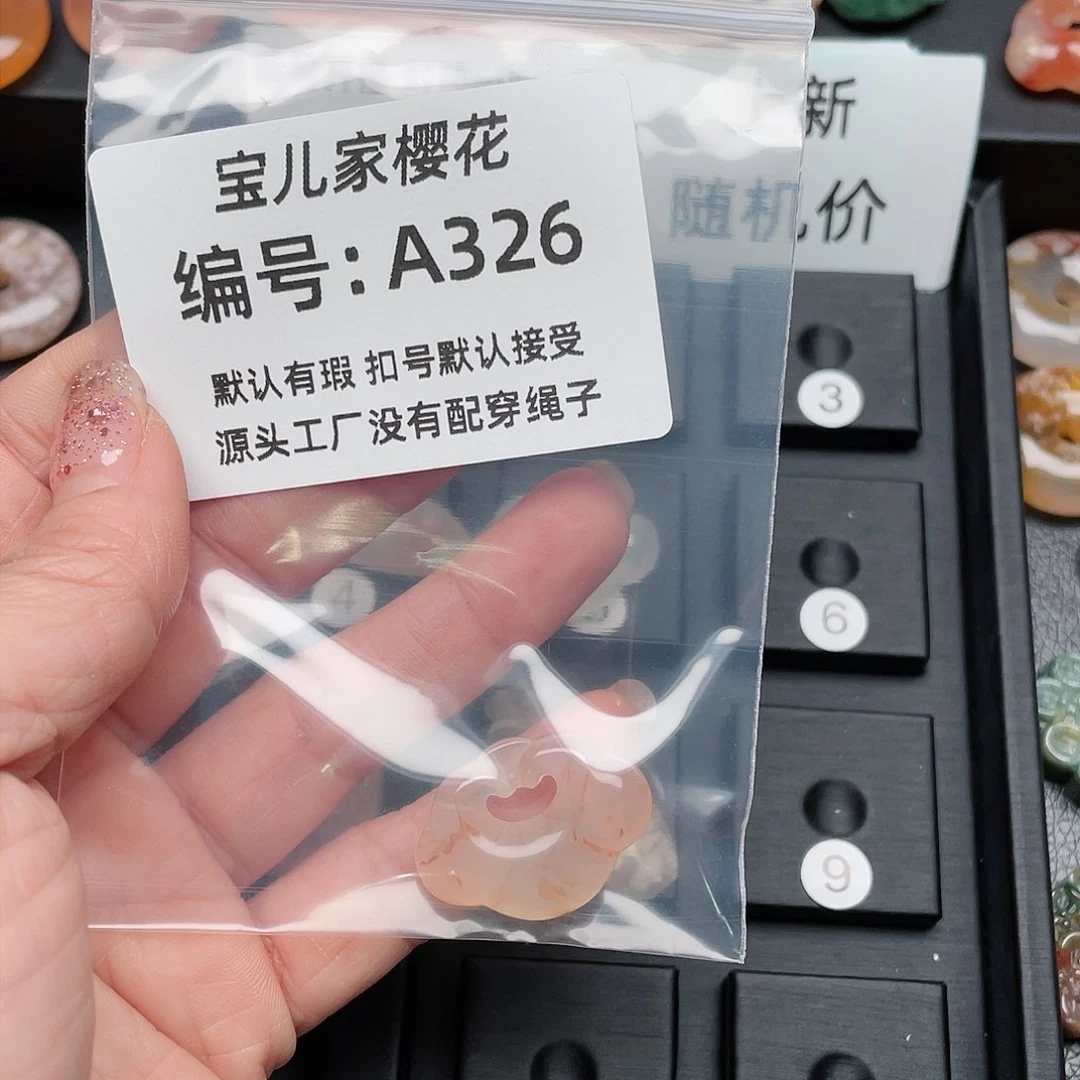 宝儿家樱花
编号：A326
默认有瑕 扣号默认接受
源头工厂没有配穿绳子
新
随机价
3
4
6
9